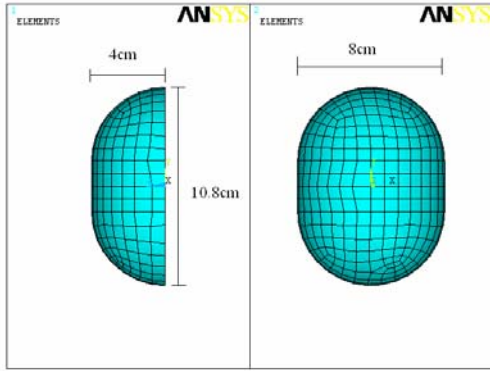 1
ELEMENTS
ANSYS
4cm
10.8cm
X
2
ELEMENTS
ANSYS
8cm
X